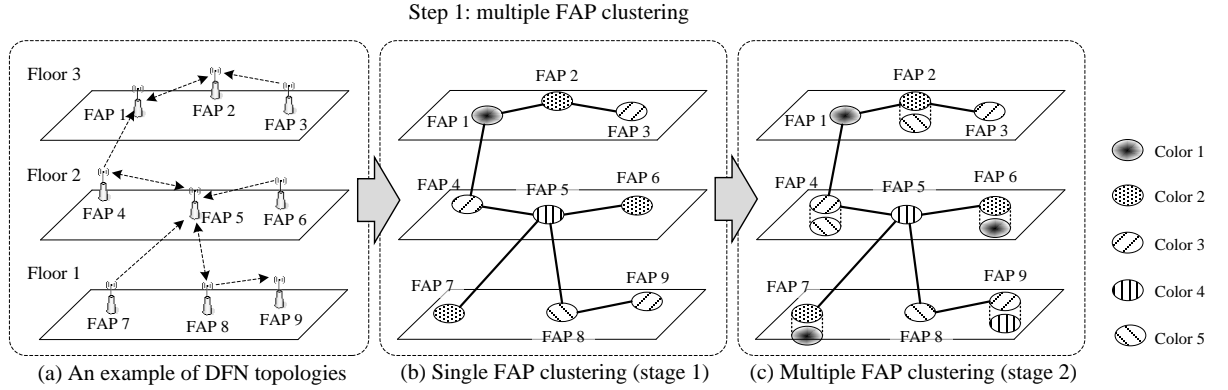 Step 1: multiple FAP clustering
Floor 3
FAP 1
FAP 2
FAP 3
Floor 2
FAP 4
FAP 5
FAP 6
Floor 1
FAP 7
FAP 8
FAP 9
(a) An example of DFN topologies
FAP 2
FAP 1
FAP 3
FAP 4
FAP 5
FAP 6
FAP 7
FAP 9
FAP 8
(b) Single FAP clustering (stage 1)
FAP 2
FAP 1
FAP 3
FAP 4
FAP 5
FAP 6
FAP 7
FAP 9
FAP 8
(c) Multiple FAP clustering (stage 2)
Color 1
Color 2
Color 3
Color 4
Color 5